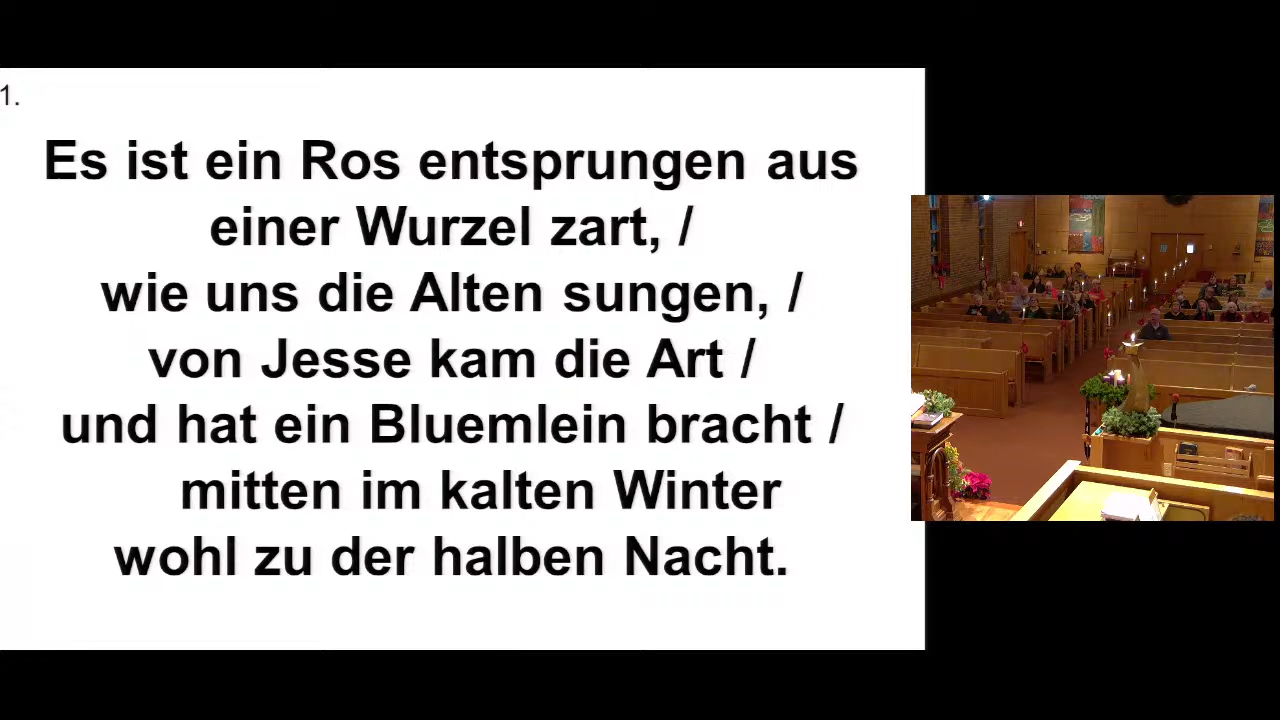 1.
Es ist ein Ros entsprungen aus
einer Wurzel zart, /
wie uns die Alten sungen, /
von Jesse kam die Art /
und hat ein Bluemlein bracht /
mitten im kalten Winter
wohl zu der halben Nacht.